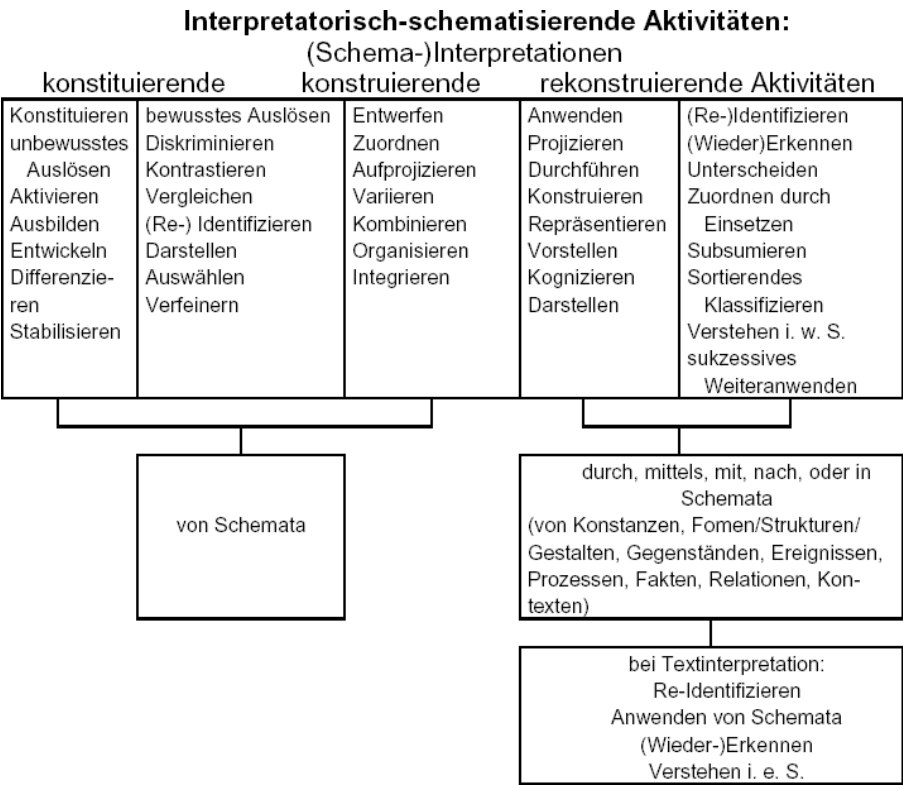 Interpretatorisch-schematisierende Aktivitäten:
(Schema-)Interpretationen
konstituierende konstruierende rekonstruierende Aktivitäten
Konstituieren
unbewusstes
Auslösen
Aktivieren
Ausbilden
Entwickeln
Differenzie-
ren
Stabilisieren
bewusstes Auslösen
Diskriminieren
Kontrastieren
Vergleichen
(Re-) Identifizieren
Darstellen
Auswählen
Verfeinern
Entwerfen
Zuordnen
Aufprojizieren
Variieren
Kombinieren
Organisieren
Integrieren
Anwenden
Projizieren
Durchführen
Konstruieren
Repräsentieren
Vorstellen
Kognizieren
Darstellen
(Re-)Identifizieren
(Wieder)Erkennen
Unterscheiden
Zuordnen durch
Einsetzen
Subsumieren
Sortierendes
Klassifizieren
Verstehen i. w. S.
sukzessives
Weiteranwenden
von Schemata
durch, mittels, mit, nach, oder in
Schemata
(von Konstanzen, Fomen/Strukturen/
Gestalten, Gegenständen, Ereignissen,
Prozessen, Fakten, Relationen, Kon-
texten)
bei Textinterpretation:
Re-Identifizieren
Anwenden von Schemata
(Wieder-)Erkennen
Verstehen i. e. S.